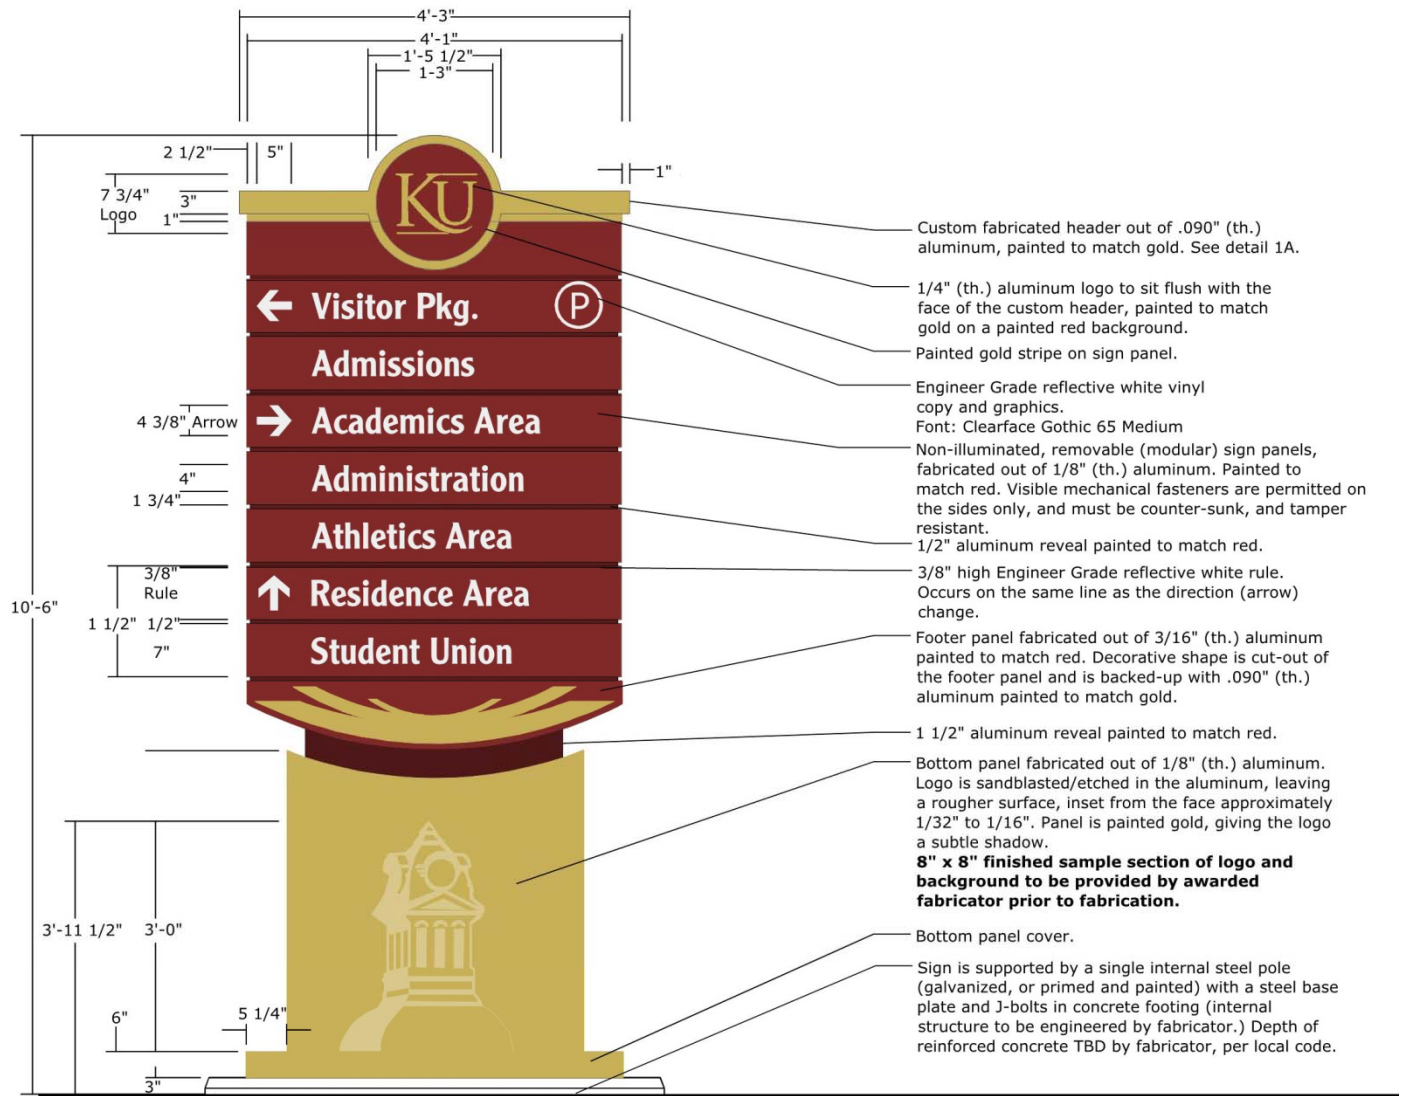 4'-3"
4'-1"
1'-5 1/2"
1-3"
2 1/2"
5"
1"
7 3/4"
Logo
3"
1"
KU
Visitor Pkg.
P
Admissions
4 3/8" Arrow
Academics Area
4"
1 3/4"
Administration
Athletics Area
3/8"
Rule
Residence Area
10'-6"
1 1/2"
1/2"
7"
Student Union
3'-11 1/2"
3'-0"
6"
5 1/4"
3"
Custom fabricated header out of .090" (th.)
aluminum, painted to match gold. See detail 1A.
1/4" (th.) aluminum logo to sit flush with the
face of the custom header, painted to match
gold on a painted red background.
Painted gold stripe on sign panel.
Engineer Grade reflective white vinyl
copy and graphics.
Font: Clearface Gothic 65 Medium
Non-illuminated, removable (modular) sign panels,
fabricated out of 1/8" (th.) aluminum. Painted to
match red. Visible mechanical fasteners are permitted on
the sides only, and must be counter-sunk, and tamper
resistant.
1/2" aluminum reveal painted to match red.
3/8" high Engineer Grade reflective white rule.
Occurs on the same line as the direction (arrow)
change.
Footer panel fabricated out of 3/16" (th.) aluminum
painted to match red. Decorative shape is cut-out of
the footer panel and is backed-up with .090" (th.)
aluminum painted to match gold.
1 1/2" aluminum reveal painted to match red.
Bottom panel fabricated out of 1/8" (th.) aluminum.
Logo is sandblasted/etched in the aluminum, leaving
a rougher surface, inset from the face approximately
1/32" to 1/16". Panel is painted gold, giving the logo
a subtle shadow.
8" x 8" finished sample section of logo and
background to be provided by awarded
fabricator prior to fabrication.
Bottom panel cover.
Sign is supported by a single internal steel pole
(galvanized, or primed and painted) with a steel base
plate and J-bolts in concrete footing (internal
structure to be engineered by fabricator.) Depth of
reinforced concrete TBD by fabricator, per local code.